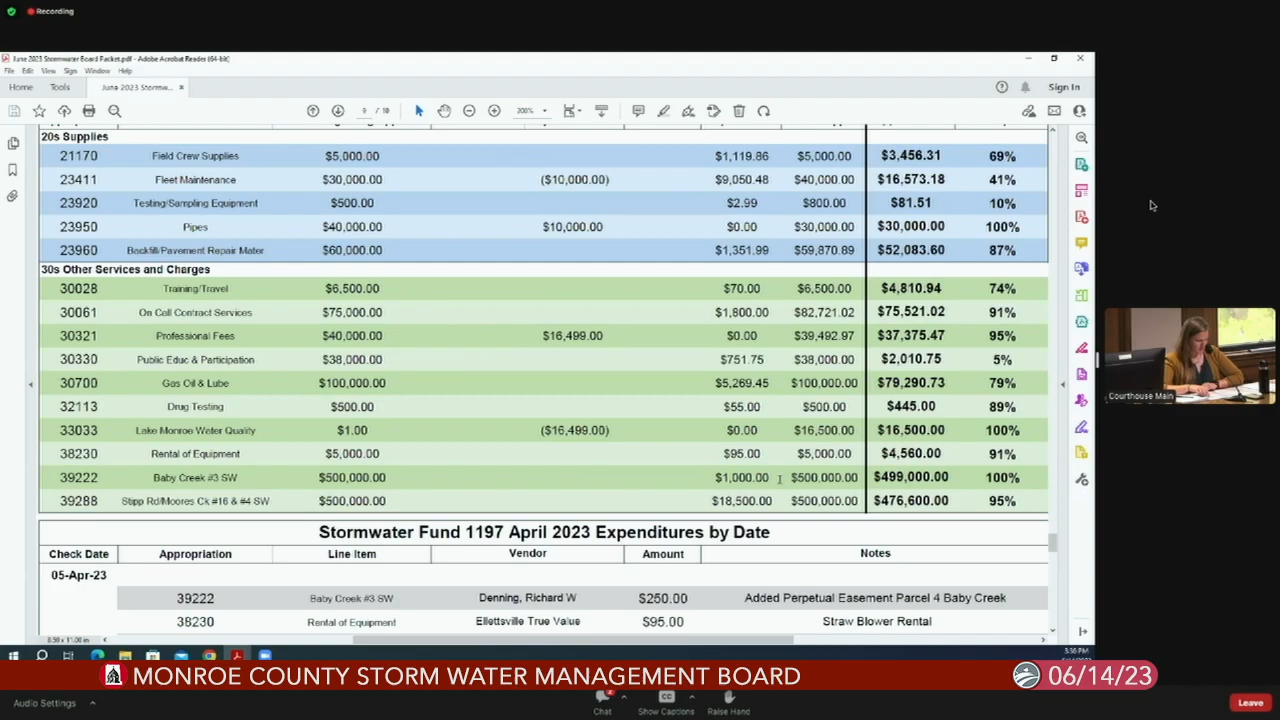 Recording
June 2023 Stormwater Board Packet.pdf - Adobe Acrobat Reader (64-bit)
File Edit View Sign Window Help
Home Tools June 2023 Stormw... × Sign In
9 / 10 200%
20s Supplies
21170 Field Crew Supplies $5,000.00 $1,119.86 $5,000.00 $3,456.31 69%
23411 Fleet Maintenance $30,000.00 ($10,000.00) $9,050.48 $40,000.00 $16,573.18 41%
23920 Testing/Sampling Equipment $500.00 $2.99 $800.00 $81.51 10%
23950 Pipes $40,000.00 $10,000.00 $0.00 $30,000.00 $30,000.00 100%
23960 Backfill/Pavement Repair Mater $60,000.00 $1,351.99 $59,870.89 $52,083.60 87%
30s Other Services and Charges
30028 Training/Travel $6,500.00 $70.00 $6,500.00 $4,810.94 74%
30061 On Call Contract Services $75,000.00 $1,800.00 $82,721.02 $75,521.02 91%
30321 Professional Fees $40,000.00 $16,499.00 $0.00 $39,492.97 $37,375.47 95%
30330 Public Educ & Participation $38,000.00 $751.75 $38,000.00 $2,010.75 5%
30700 Gas Oil & Lube $100,000.00 $5,269.45 $100,000.00 $79,290.73 79%
32113 Drug Testing $500.00 $55.00 $500.00 $445.00 89%
33033 Lake Monroe Water Quality $1.00 ($16,499.00) $0.00 $16,500.00 $16,500.00 100%
38230 Rental of Equipment $5,000.00 $95.00 $5,000.00 $4,560.00 91%
39222 Baby Creek #3 SW $500,000.00 $1,000.00 $500,000.00 $499,000.00 100%
39288 Stipp Rd/Moores Ck #16 & #4 SW $500,000.00 $18,500.00 $500,000.00 $476,600.00 95%
Stormwater Fund 1197 April 2023 Expenditures by Date
Check Date Appropriation Line Item Vendor Amount Notes
05-Apr-23
39222 Baby Creek #3 SW Denning, Richard W $250.00 Added Perpetual Easement Parcel 4 Baby Creek
38230 Rental of Equipment Ellettsville True Value $95.00 Straw Blower Rental
8.50 x 11.00 in
Courthouse Main
3:36 PM
MONROE COUNTY STORM WATER MANAGEMENT BOARD 06/14/23
Audio Settings Chat Show Captions Raise Hand Leave